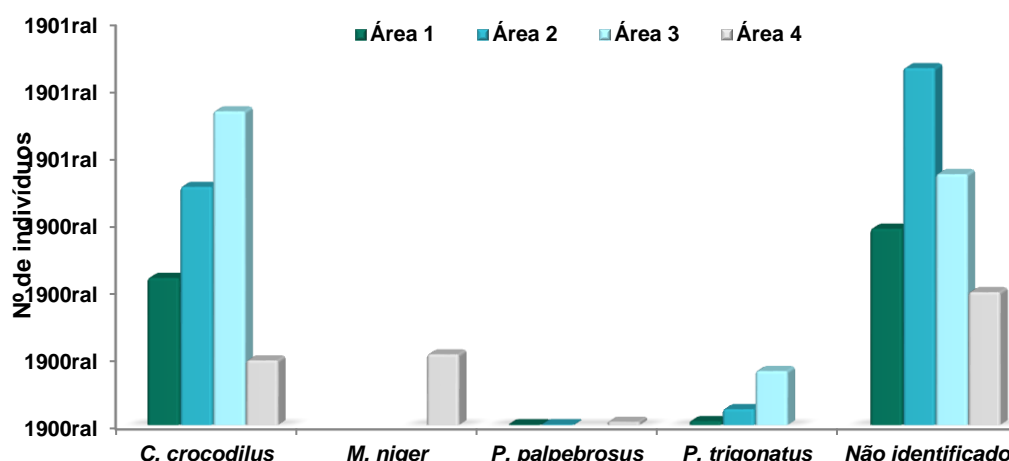 1901ral
Área 1 Área 2 Área 3 Área 4
1901ral
1901ral
1900ral
1900ral
1900ral
1900ral
Nº de indivíduos
C. crocodilus M. niger P. palpebrosus P. trigonatus Não identificado